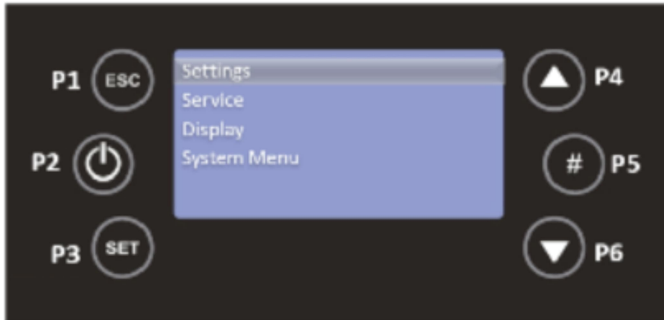 P1 ESC
Settings
P4
Service
Display
P2
System Menu
# P5
P3 SET
P6